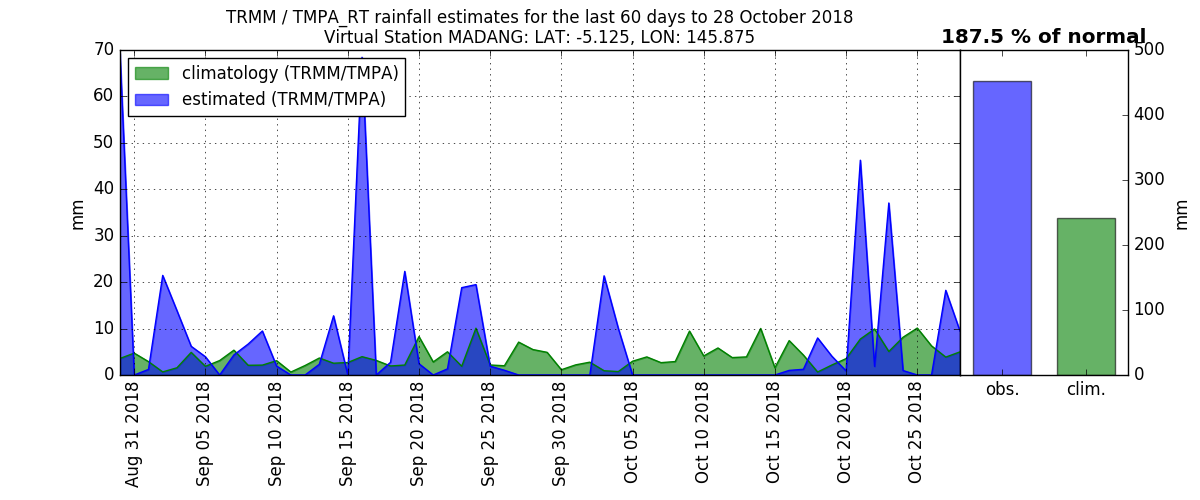 TRMM / TMPA_RT rainfall estimates for the last 60 days to 28 October 2018
Virtual Station MADANG: LAT: -5.125, LON: 145.875
187.5 % of normal
climatology (TRMM/TMPA)
estimated (TRMM/TMPA)
70
60
50
40
30
20
10
0
mm
Aug 31 2018
Sep 05 2018
Sep 10 2018
Sep 15 2018
Sep 20 2018
Sep 25 2018
Sep 30 2018
Oct 05 2018
Oct 10 2018
Oct 15 2018
Oct 20 2018
Oct 25 2018
500
400
300
200
100
0
mm
obs.
clim.